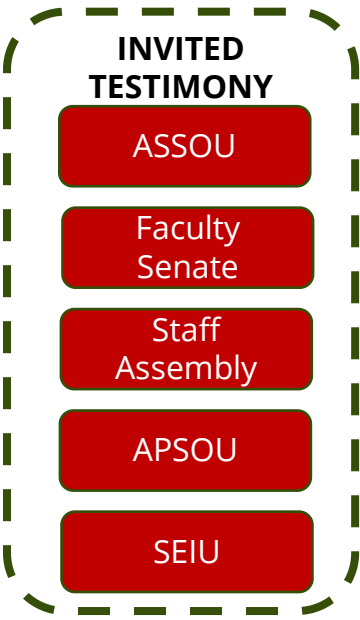 INVITED
TESTIMONY
ASSOU
Faculty
Senate
Staff
Assembly
APSOU
SEIU